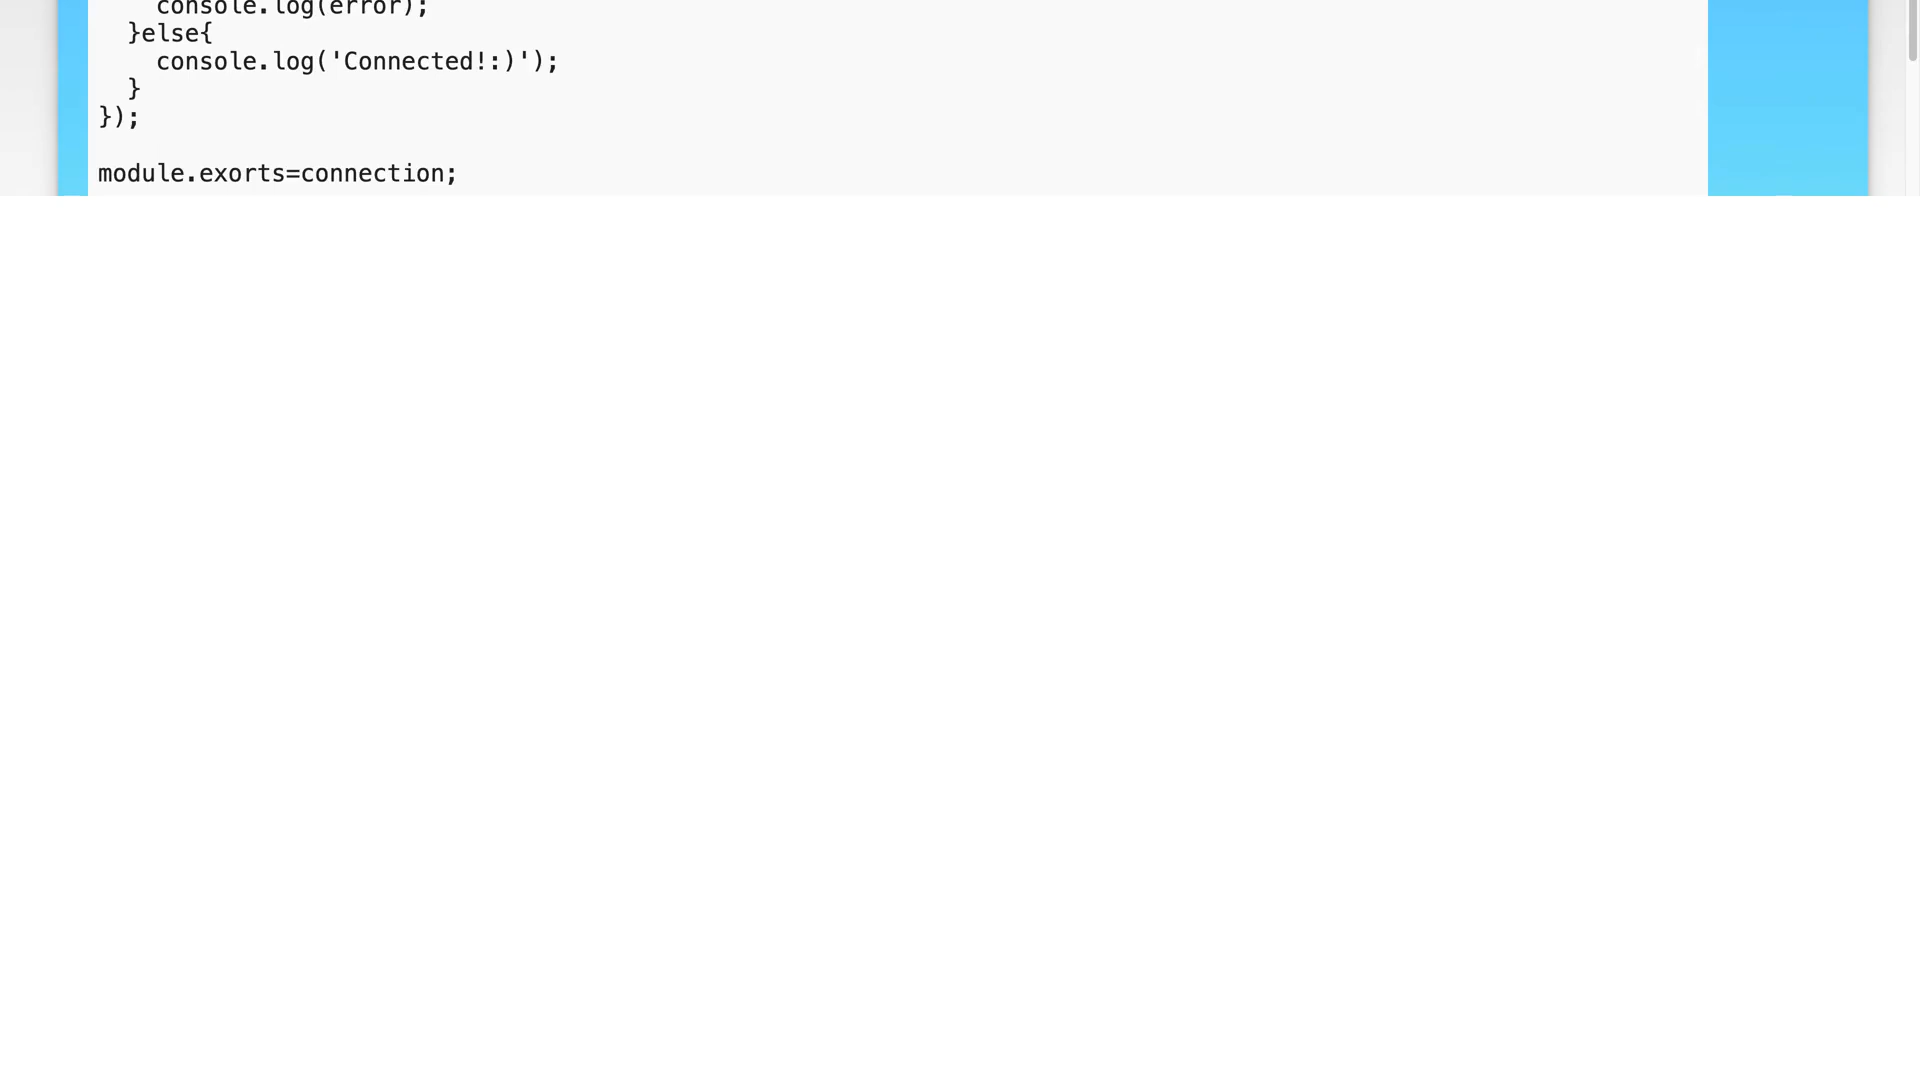 console.log(error);
}else{
console.log('Connected!:)');
}
});
module.exorts=connection;